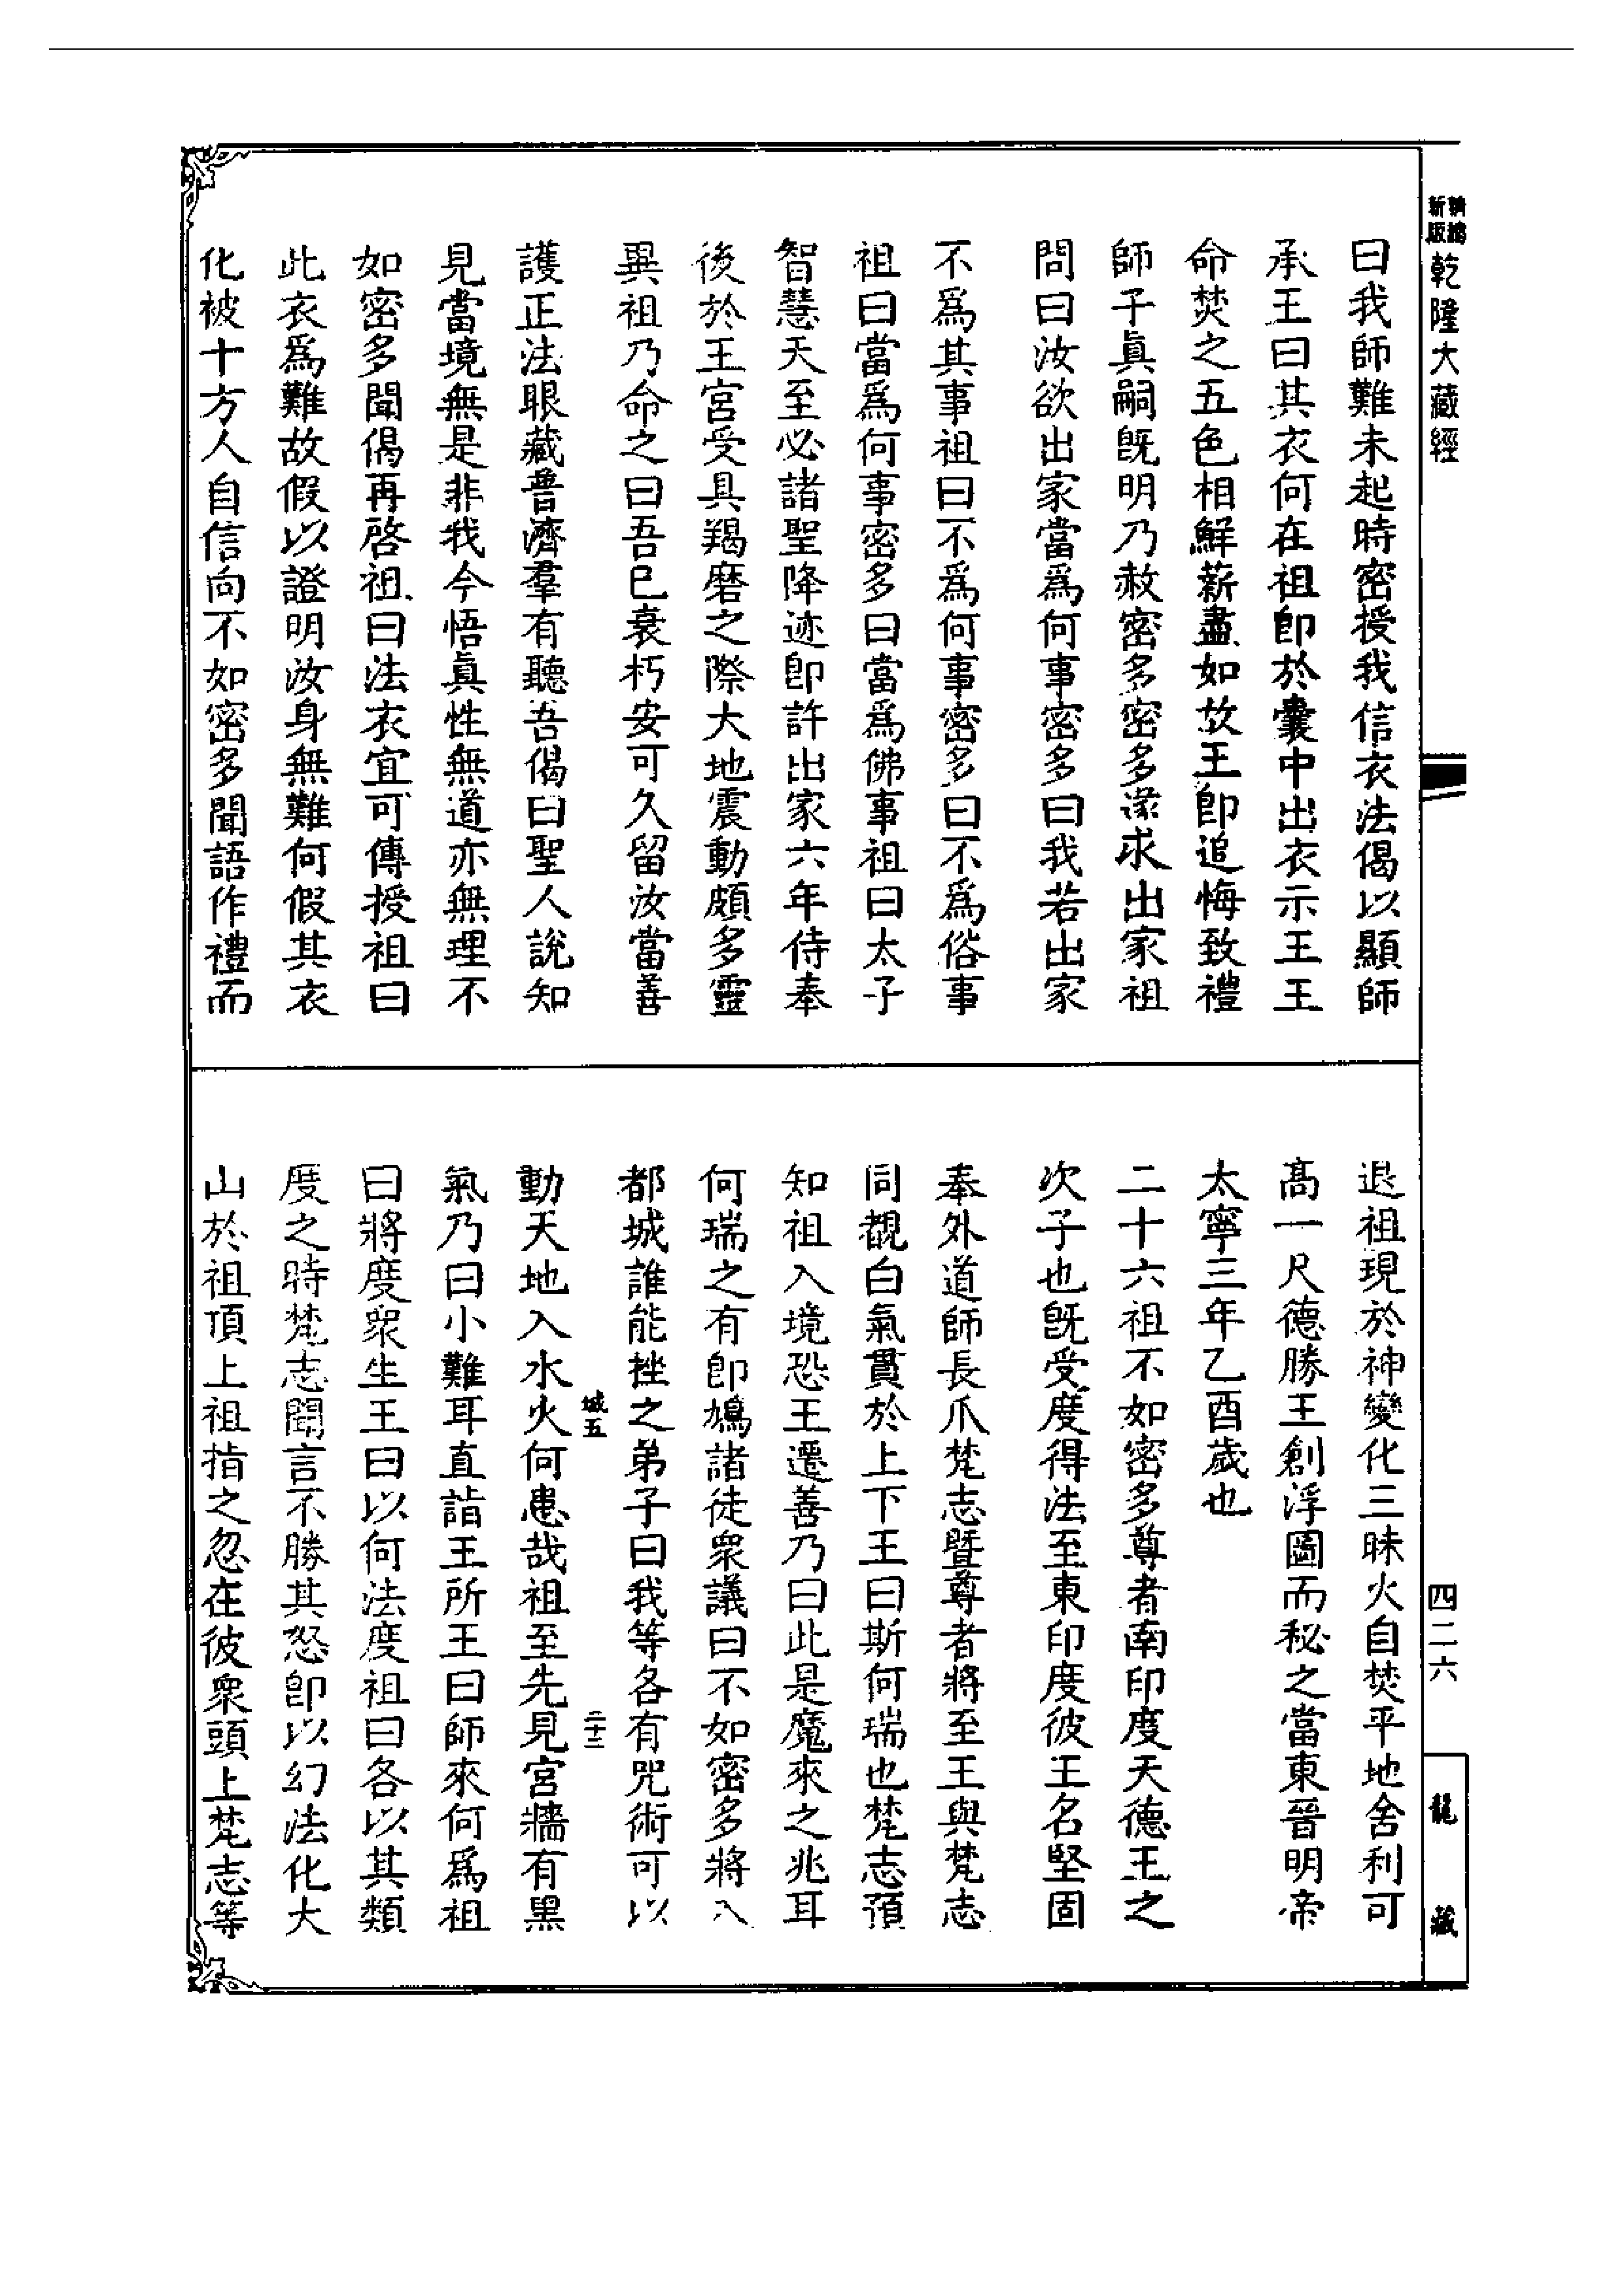 新版
精縮
乾隆大藏經
曰我師難未起時密授我信衣法偈以顯師
承王曰其衣何在祖卽於囊中出衣示王王
命焚之五色相鮮薪盡如故王卽追悔致禮
師子眞嗣旣明乃赦密多密多遂求出家祖
問曰汝欲出家當爲何事密多曰我若出家
不爲其事祖曰不爲何事密多曰不爲俗事
祖曰當爲何事密多曰當爲佛事祖曰太子
智慧天至必諸聖降迹卽許出家六年侍奉
後於王宮受具羯磨之際大地震動頗多靈
異祖乃命之曰吾已衰朽安可久留汝當善
護正法眼藏普濟羣有聽吾偈曰聖人說知
見當境無是非我今悟眞性無道亦無理不
如密多聞偈再啓祖曰法衣宜可傳授祖曰
此衣爲難故假以證明汝身無難何假其衣
化被十方人自信向不如密多聞語作禮而
退祖現於神變化三昧火自焚平地舍利可
高一尺德勝王創浮圖而秘之當東晉明帝
太寧三年乙酉歲也
二十六祖不如密多尊者南印度天德王之
次子也旣受度得法至東印度彼王名堅固
奉外道師長爪梵志暨尊者將至王與梵志
同覩白氣貫於上下王曰斯何瑞也梵志預
知祖入境恐王遷善乃曰此是魔來之兆耳
何瑞之有卽鳩諸徒衆議曰不如密多將入
都城誰能挫之弟子曰我等各有咒術可以
城五
二十三
動天地入水火何患哉祖至先見宮牆有黑
氣乃曰小難耳直詣王所王曰師來何爲祖
曰將度衆生王曰以何法度祖曰各以其類
度之時梵志聞言不勝其怒卽以幻法化大
山於祖頂上祖指之忽在彼衆頭上梵志等
四二六
龍藏